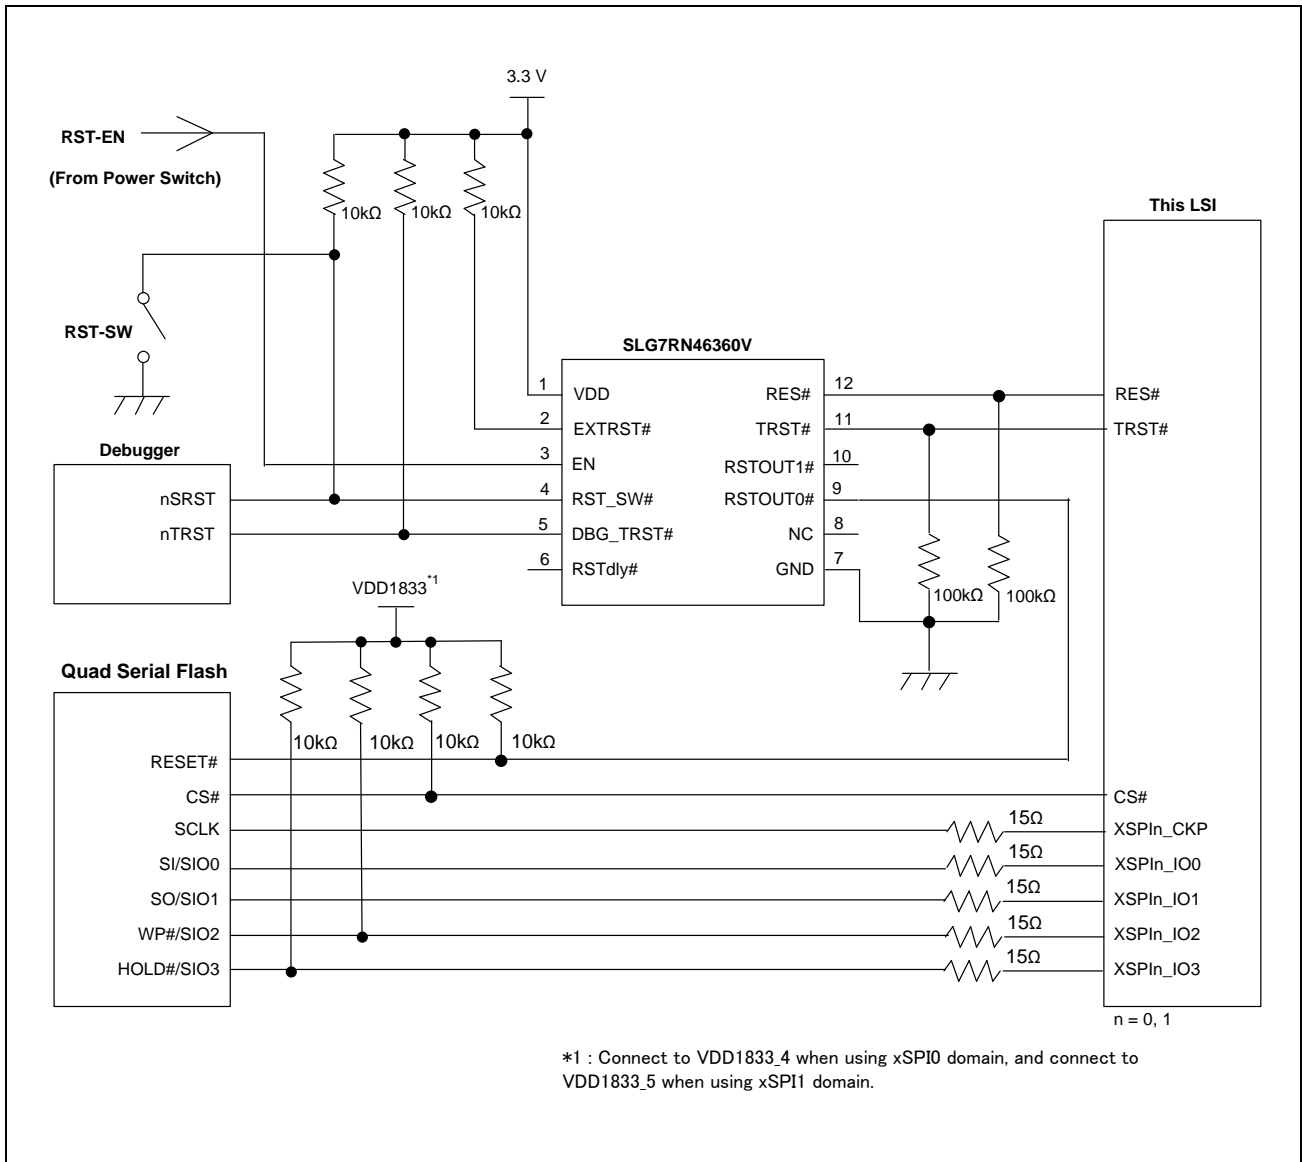 3.3 V
RST-EN
(From Power Switch)
10kΩ
10kΩ
10kΩ
This LSI
RST-SW
SLG7RN46360V
1
VDD
RES#
12
RES#
2
EXTRST#
TRST#
11
TRST#
Debugger
3
EN
RSTOUT1#
10
nSRST
4
RST_SW#
RSTOUT0#
9
nTRST
5
DBG_TRST#
NC
8
6
RSTdly#
GND
7
VDD1833*1
100kΩ
100kΩ
Quad Serial Flash
10kΩ
10kΩ
10kΩ
10kΩ
RESET#
CS#
CS#
SCLK
15Ω
XSPIn_CKP
SI/SIO0
15Ω
XSPIn_IO0
SO/SIO1
15Ω
XSPIn_IO1
WP#/SIO2
15Ω
XSPIn_IO2
HOLD#/SIO3
15Ω
XSPIn_IO3
n = 0, 1
*1 : Connect to VDD1833_4 when using xSPI0 domain, and connect to
VDD1833_5 when using xSPI1 domain.